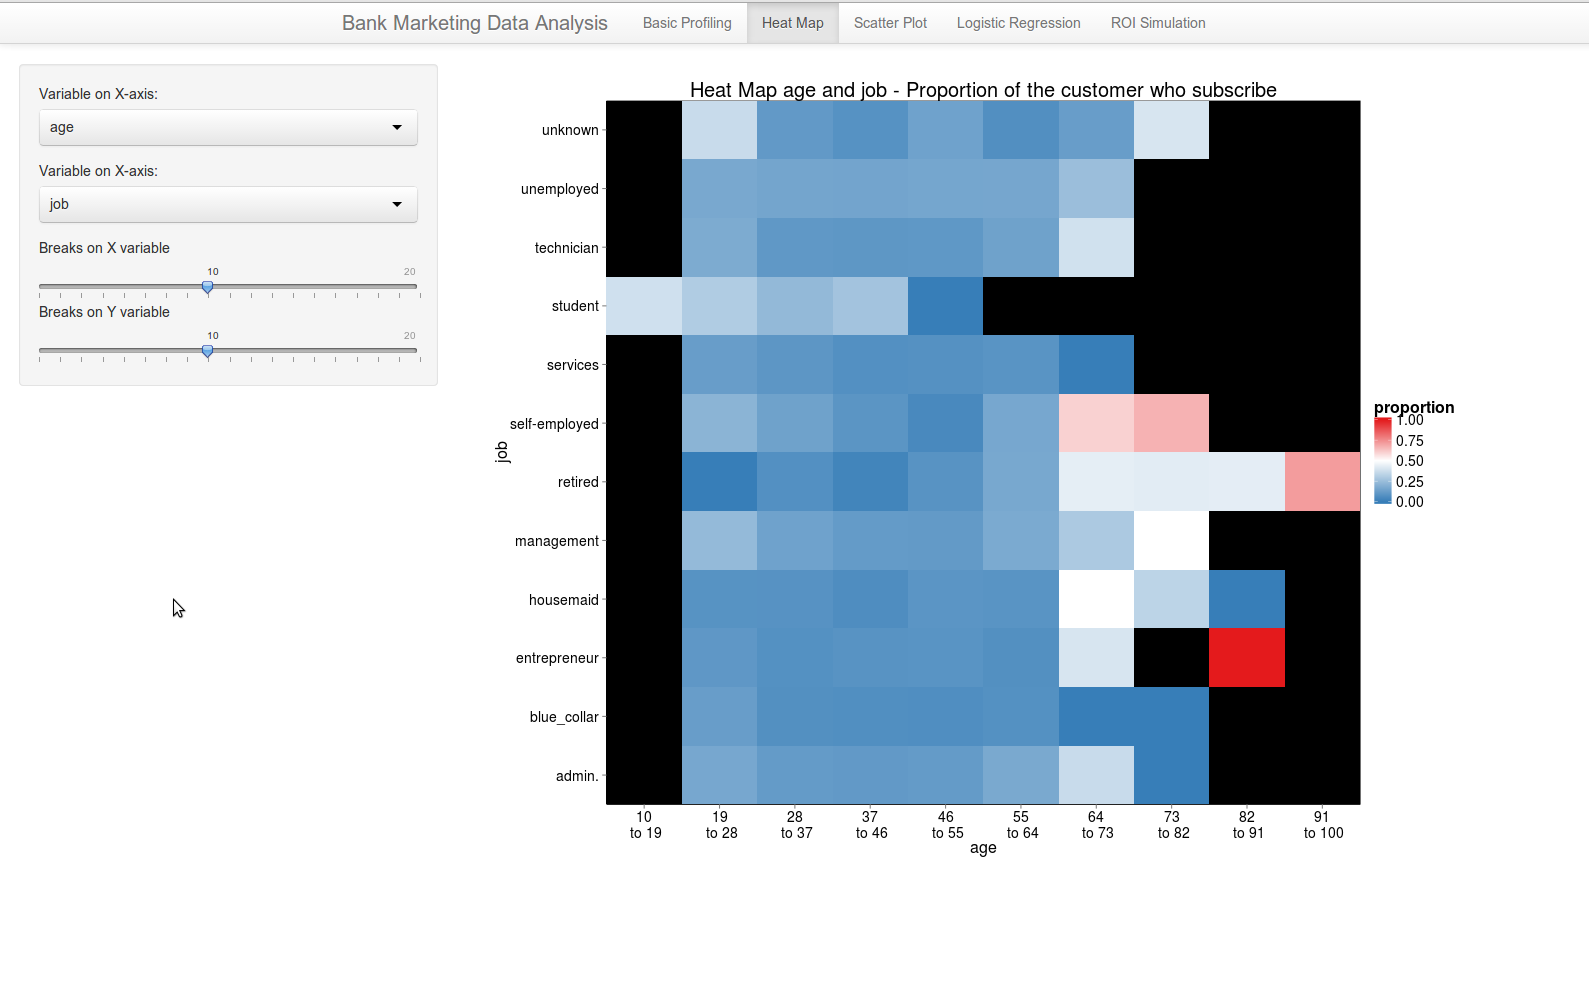 Bank Marketing Data Analysis Basic Profiling Heat Map Scatter Plot Logistic Regression ROI Simulation
Variable on X-axis:
age
Variable on X-axis:
job
Breaks on X variable
10 20
Breaks on Y variable
10 20
Heat Map age and job - Proportion of the customer who subscribe
job
unknown
unemployed
technician
student
services
self-employed
retired
management
housemaid
entrepreneur
blue_collar
admin.
10 19 28 37 46 55 64 73 82 91
to 19 to 28 to 37 to 46 to 55 to 64 to 73 to 82 to 91 to 100
age
proportion
1.00
0.75
0.50
0.25
0.00